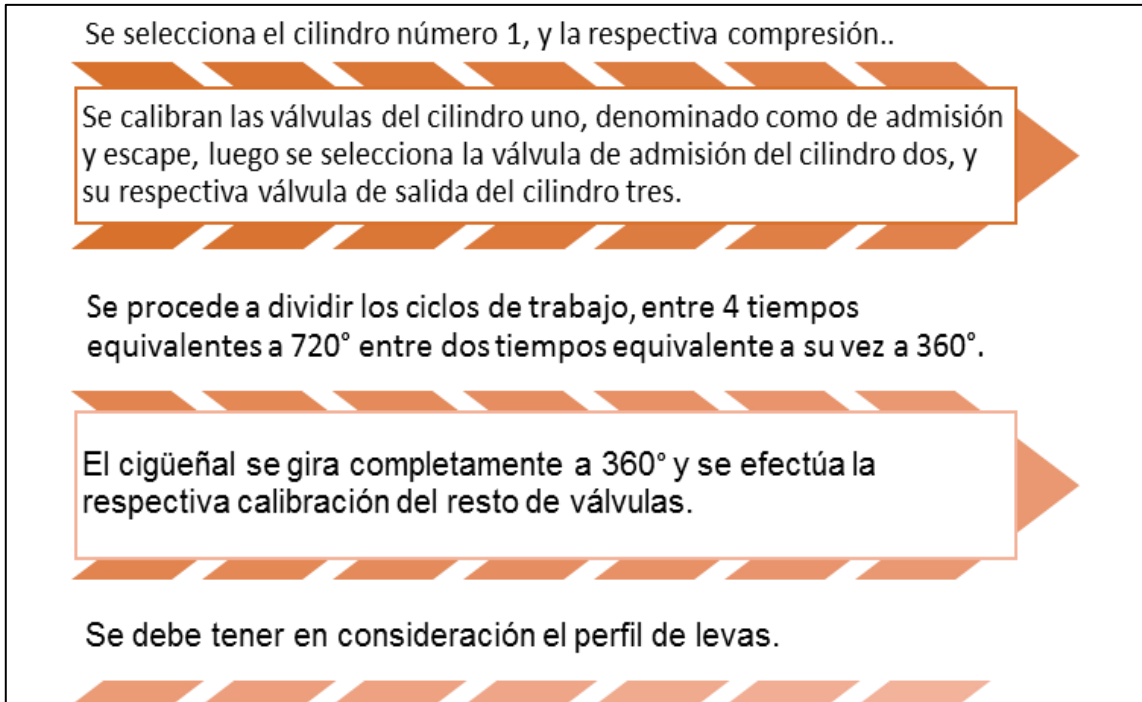 Se selecciona el cilindro número 1, y la respectiva compresión..
Se calibran las válvulas del cilindro uno, denominado como de admisión
y escape, luego se selecciona la válvula de admisión del cilindro dos, y
su respectiva válvula de salida del cilindro tres.
Se procede a dividir los ciclos de trabajo, entre 4 tiempos
equivalentes a 720° entre dos tiempos equivalente a su vez a 360°.
El cigüeñal se gira completamente a 360° y se efectúa la
respectiva calibración del resto de válvulas.
Se debe tener en consideración el perfil de levas.